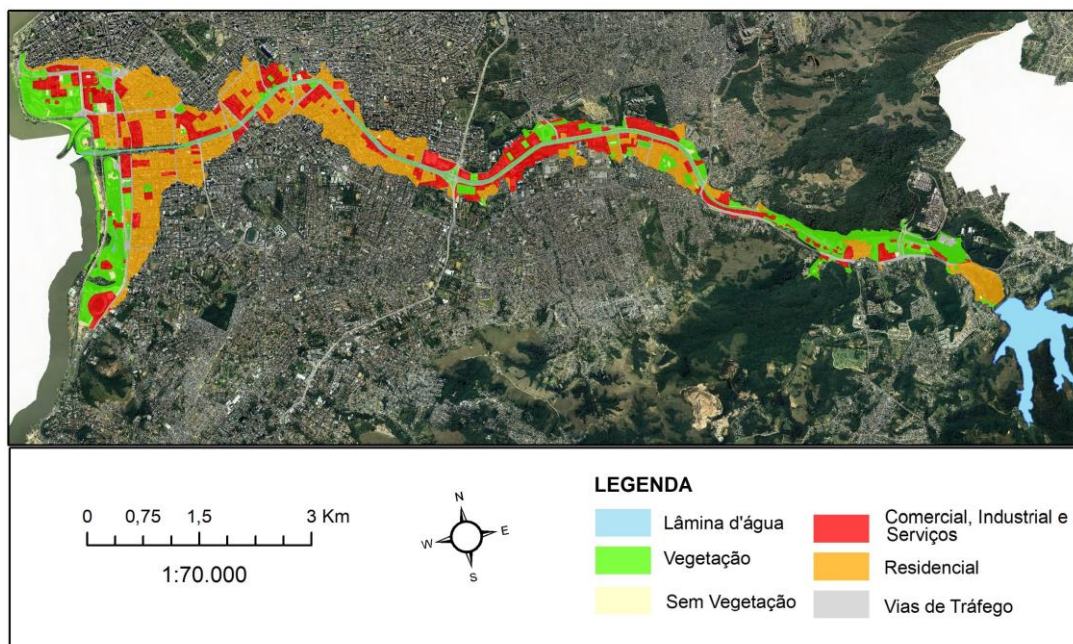 0 0,75 1,5 3 Km
1:70.000
N
W E
S
LEGENDA
Lâmina d'água
Vegetação
Sem Vegetação
Comercial, Industrial e
Serviços
Residencial
Vias de Tráfego